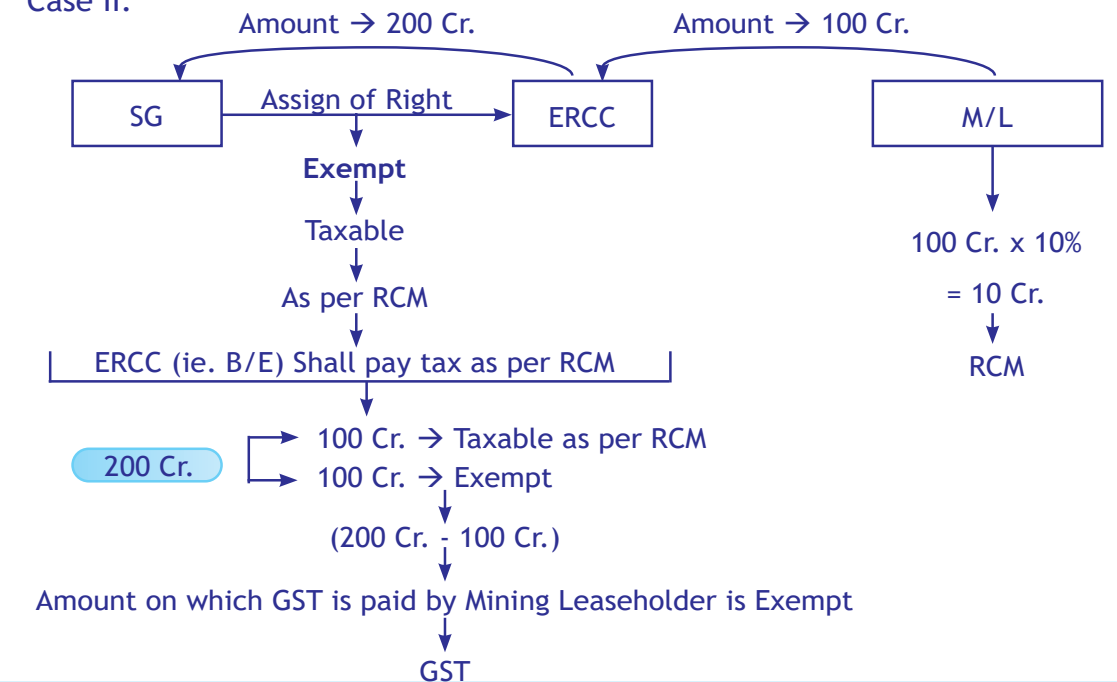 Case II:
Amount → 200 Cr.
Amount → 100 Cr.
SG
Assign of Right
ERCC
M/L
Exempt
Taxable
As per RCM
ERCC (ie. B/E) Shall pay tax as per RCM
100 Cr. x 10%
= 10 Cr.
RCM
200 Cr.
100 Cr. → Taxable as per RCM
100 Cr. → Exempt
(200 Cr. - 100 Cr.)
Amount on which GST is paid by Mining Leaseholder is Exempt
GST